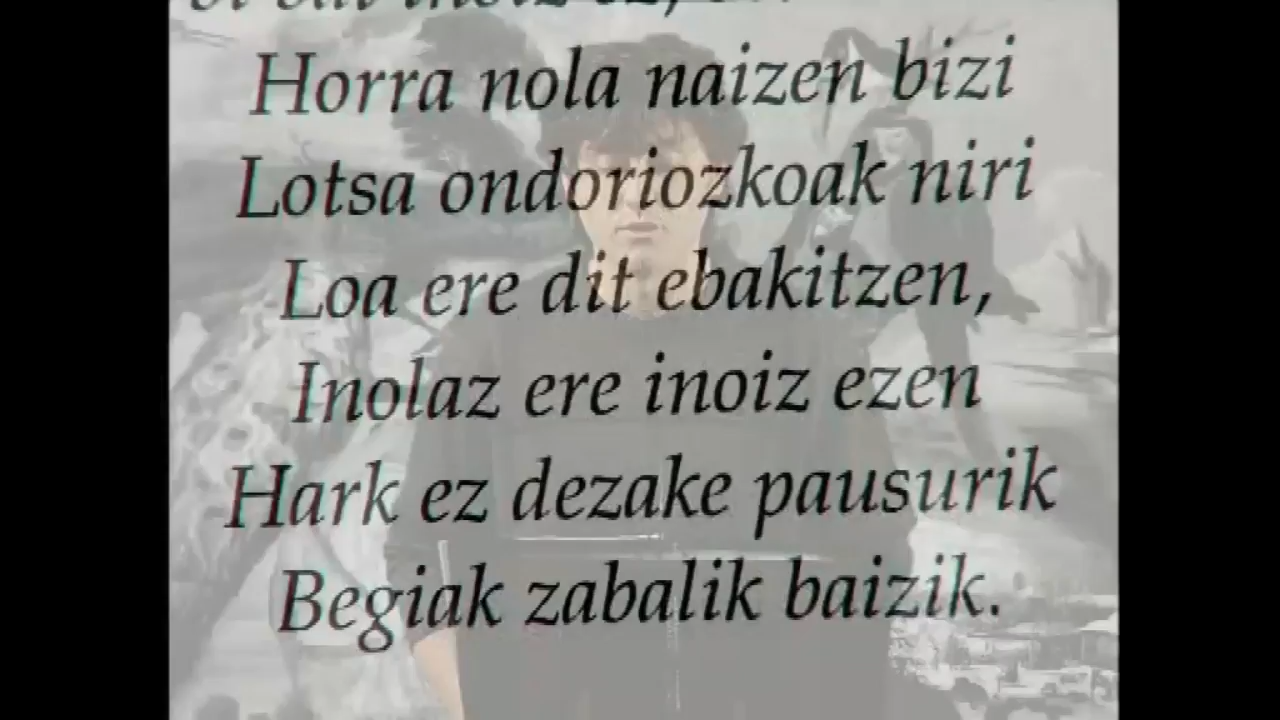 Horra nola naizen bizi
Lotsa ondoriozkoak niri
Loa ere dit ebakitzen,
Inolaz ere inoiz ezen
Hark ez dezake pausurik
Begiak zabalik baizik.